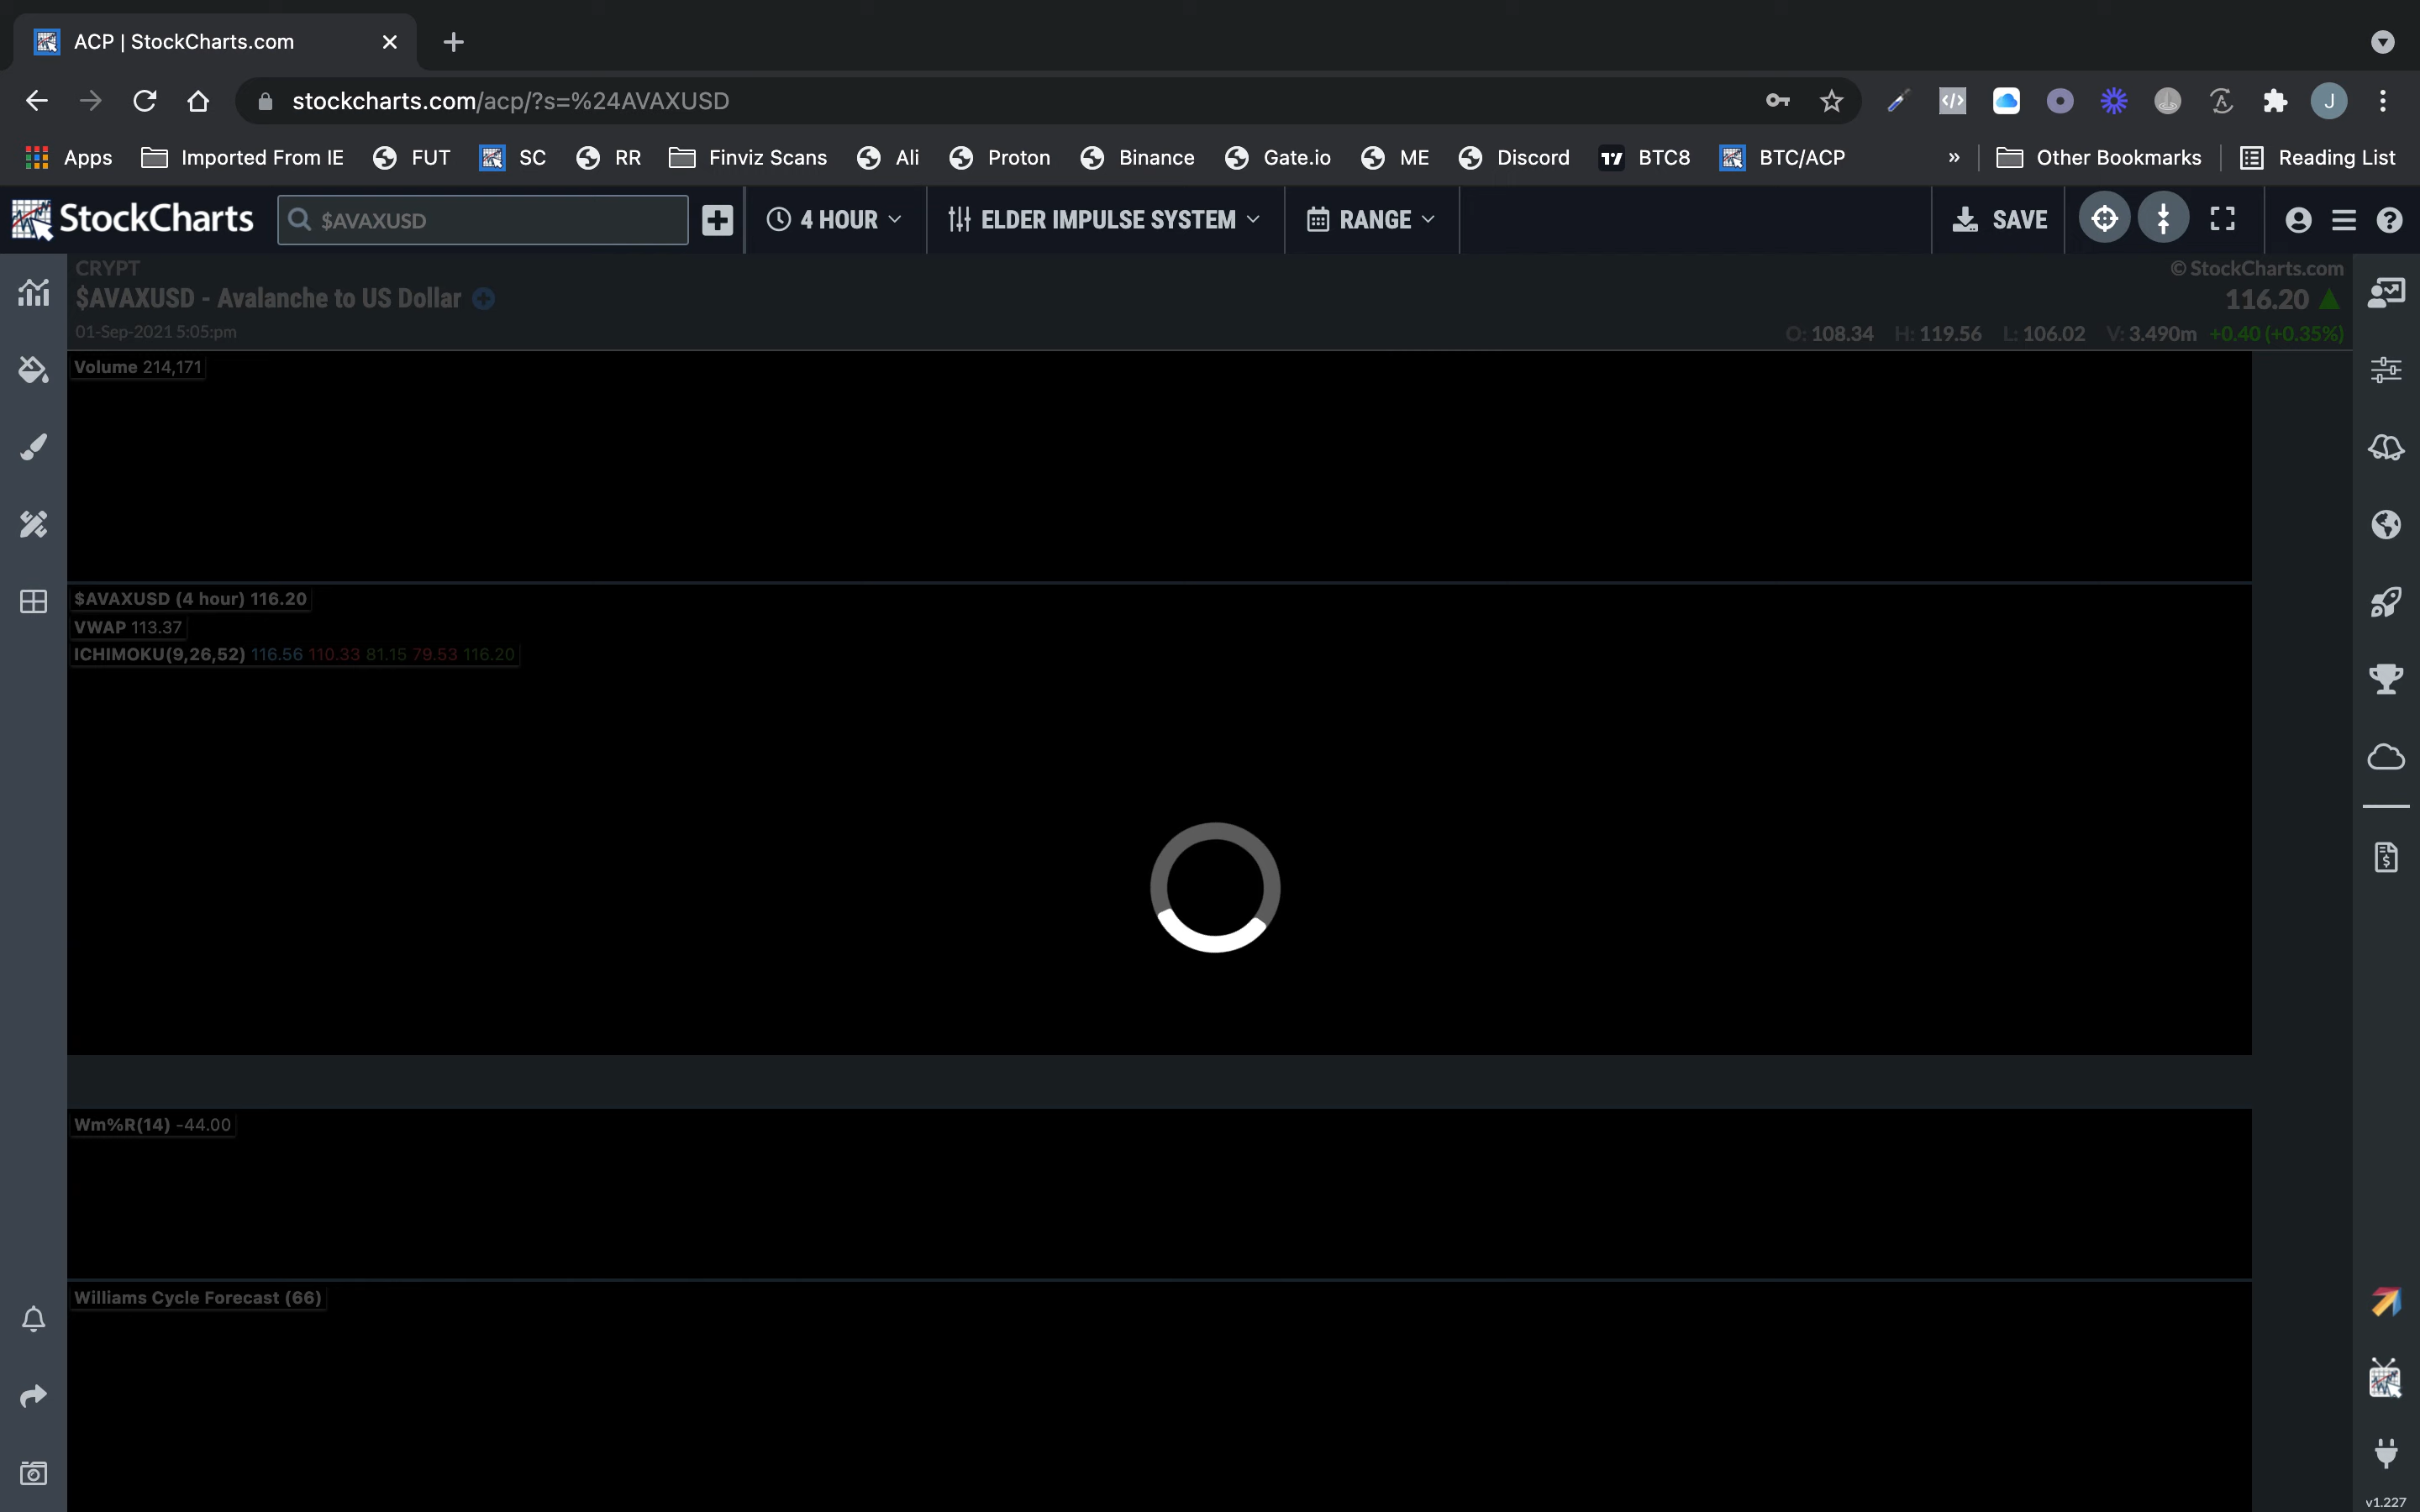 ACP | StockCharts.com
stockcharts.com/acp/?s=%24AVAXUSD
J
Apps Imported From IE FUT SC RR Finviz Scans Ali Proton Binance Gate.io ME Discord BTC8 BTC/ACP » Other Bookmarks Reading List
StockCharts $AVAXUSD 4 HOUR ELDER IMPULSE SYSTEM RANGE SAVE
CRYPT © StockCharts.com
$AVAXUSD - Avalanche to US Dollar 116.20
01-Sep-2021 5:05:pm O: 108.34 H: 119.56 L: 106.02 V: 3.490m +0.40 (+0.35%)
Volume 214,171
$AVAXUSD (4 hour) 116.20
VWAP 113.37
ICHIMOKU(9,26,52) 116.56 110.33 81.15 79.53 116.20
Wm%R(14) -44.00
Williams Cycle Forecast (66)
v1.227